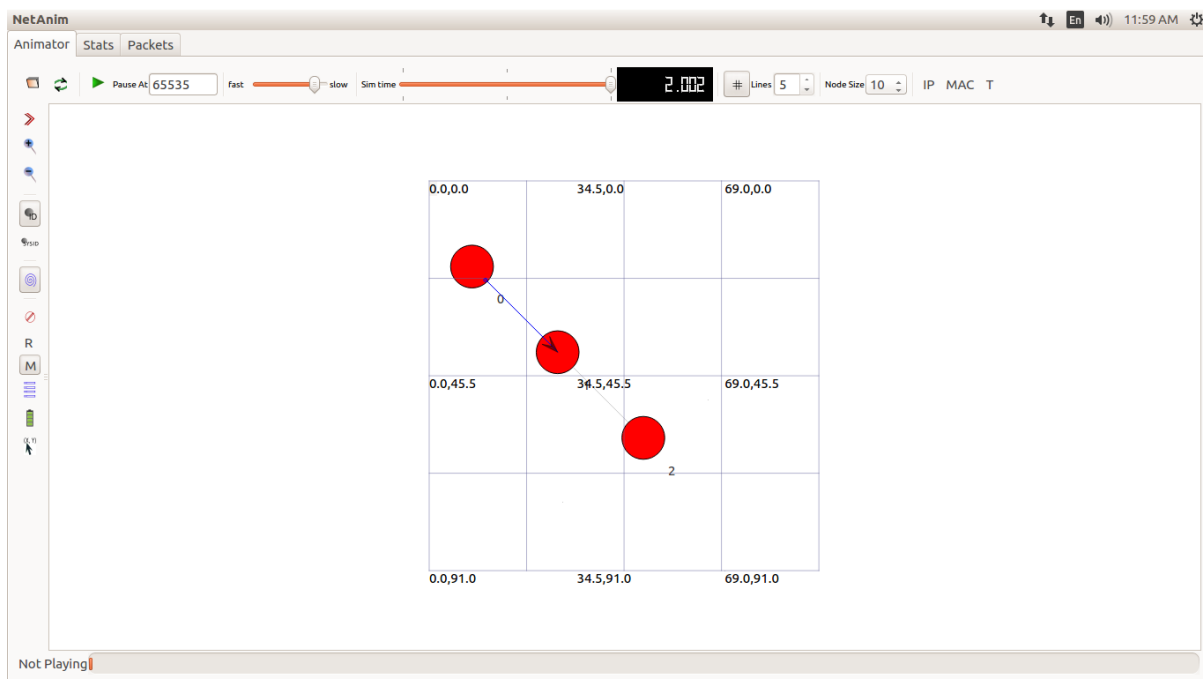 NetAnim
En 11:59 AM
Animator Stats Packets
Pause At 65535 fast slow Sim time 2.002 # Lines 5 Node Size 10 IP MAC T
ID
SYSID
R
M
0.0,0.0 34.5,0.0 69.0,0.0
0
0.0,45.5 34.5,45.5 69.0,45.5
2
0.0,91.0 34.5,91.0 69.0,91.0
Not Playing